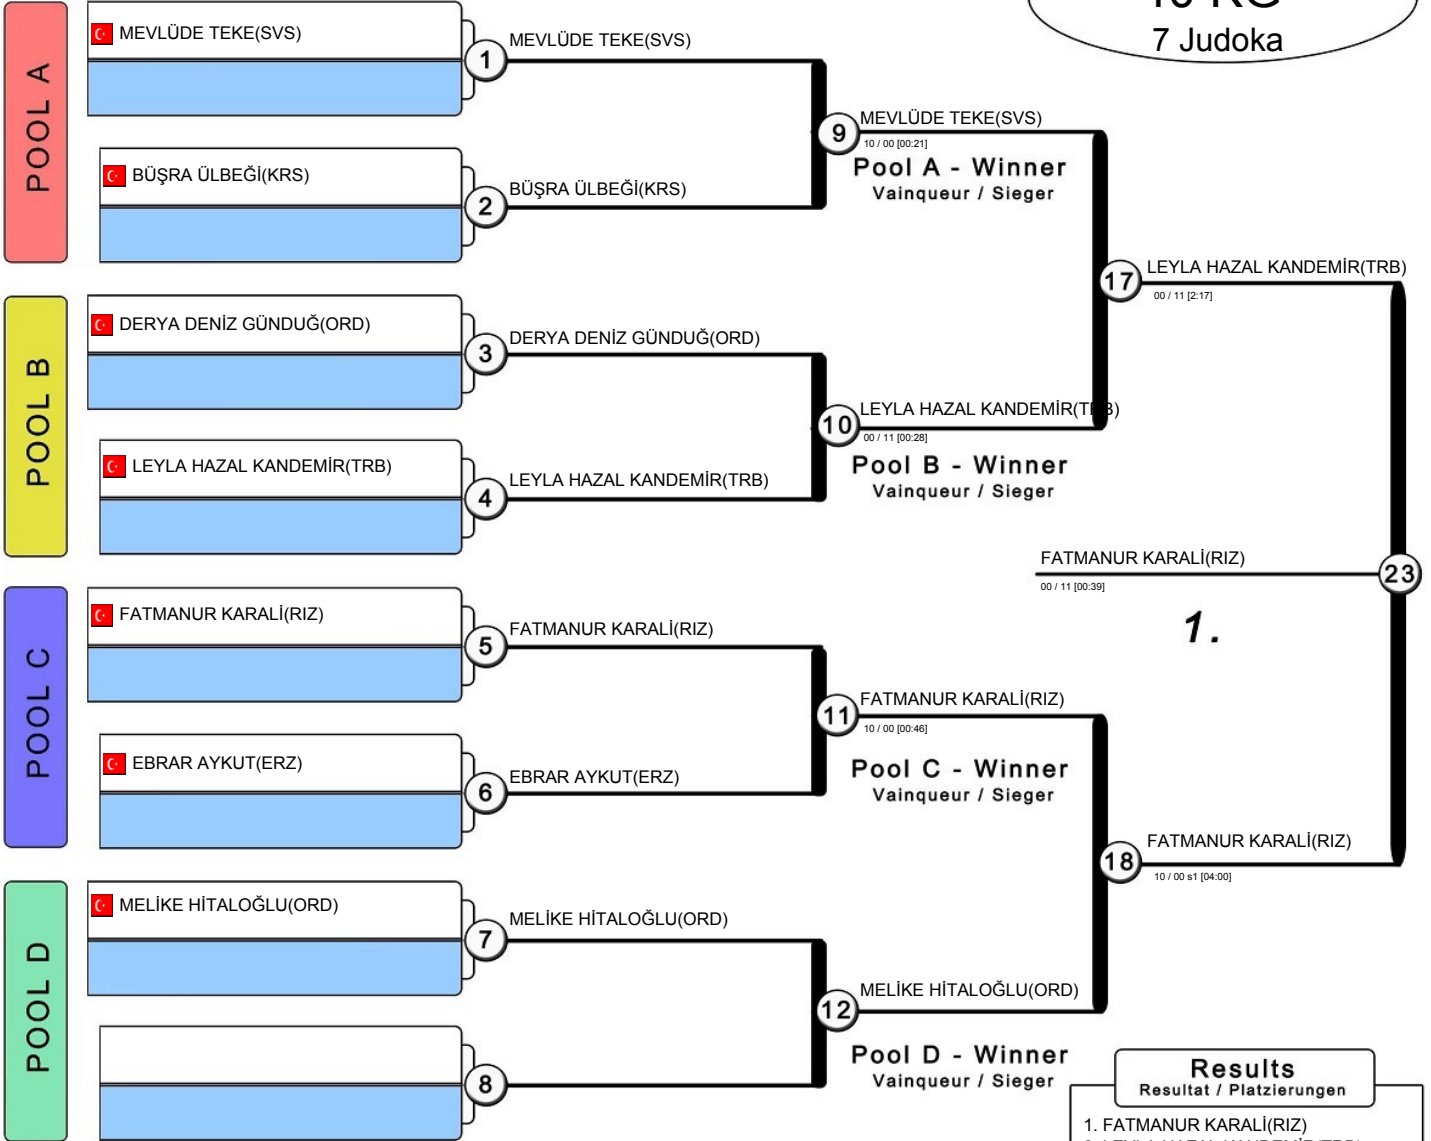 7 Judoka
POOL A
MEVLÜDE TEKE(SVS)
1
MEVLÜDE TEKE(SVS)
BÜŞRA ÜLBEĞİ(KRS)
2
BÜŞRA ÜLBEĞİ(KRS)
9
MEVLÜDE TEKE(SVS)
10 / 00 [00:21]
Pool A - Winner
Vainqueur / Sieger
POOL B
DERYA DENİZ GÜNDUĞ(ORD)
3
DERYA DENİZ GÜNDUĞ(ORD)
LEYLA HAZAL KANDEMİR(TRB)
4
LEYLA HAZAL KANDEMİR(TRB)
10
LEYLA HAZAL KANDEMİR(TRB)
00 / 11 [00:28]
Pool B - Winner
Vainqueur / Sieger
17
LEYLA HAZAL KANDEMİR(TRB)
00 / 11 [2:17]
POOL C
FATMANUR KARALİ(RIZ)
5
FATMANUR KARALİ(RIZ)
EBRAR AYKUT(ERZ)
6
EBRAR AYKUT(ERZ)
11
FATMANUR KARALİ(RIZ)
10 / 00 [00:46]
Pool C - Winner
Vainqueur / Sieger
POOL D
MELİKE HİTALOĞLU(ORD)
7
MELİKE HİTALOĞLU(ORD)
8
12
MELİKE HİTALOĞLU(ORD)
Pool D - Winner
Vainqueur / Sieger
18
FATMANUR KARALİ(RIZ)
10 / 00 s1 [04:00]
FATMANUR KARALİ(RIZ)
23
00 / 11 [00:39]
1.
Results
Resultat / Platzierungen
1. FATMANUR KARALİ(RIZ)